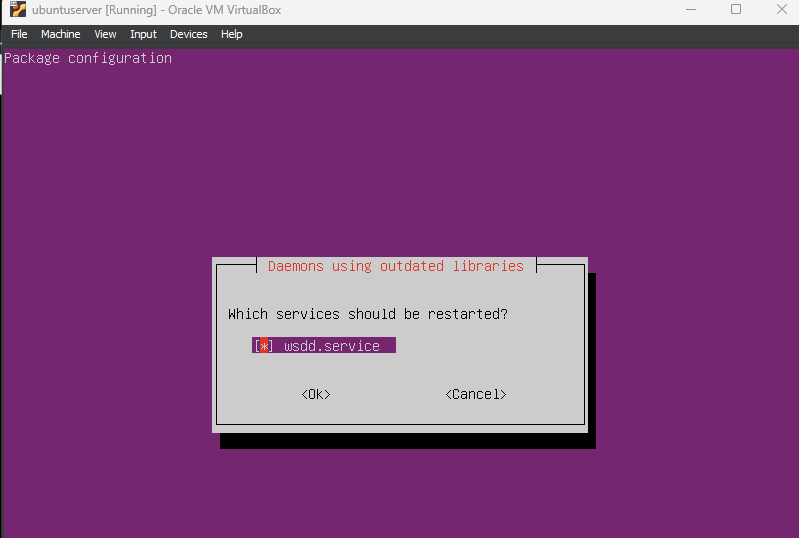 ubuntuserver [Running] - Oracle VM VirtualBox
File Machine View Input Devices Help
Package configuration
Daemons using outdated libraries
Which services should be restarted?
[*] wsdd.service
<Ok> <Cancel>